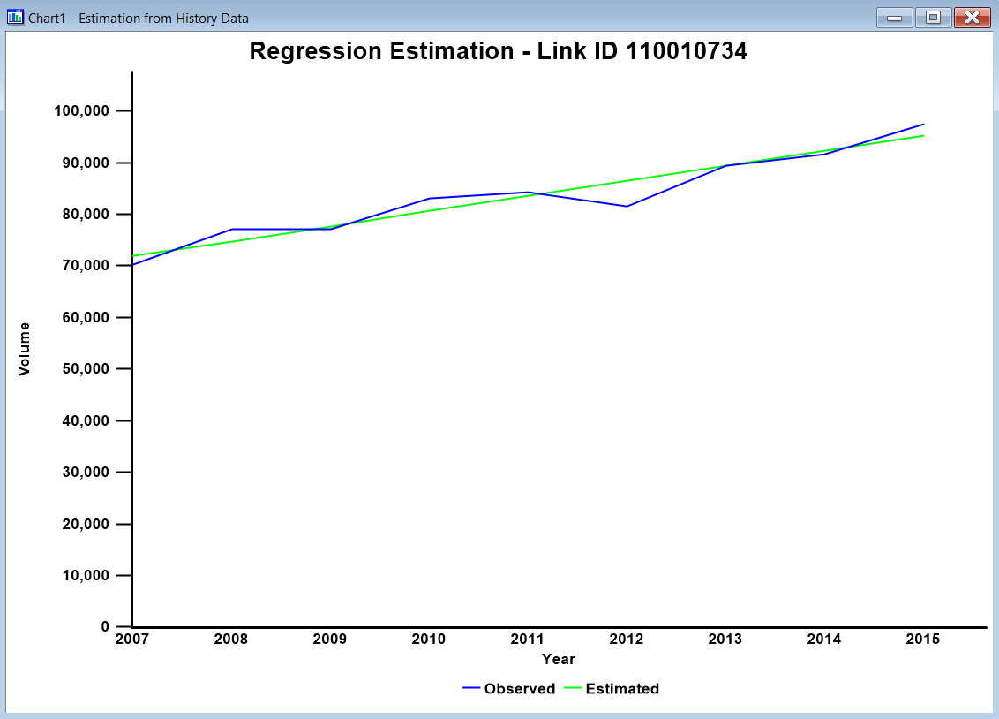 Chart1 - Estimation from History Data
Regression Estimation - Link ID 110010734
100,000
90,000
80,000
70,000
60,000
50,000
40,000
30,000
20,000
10,000
0
Volume
2007 2008 2009 2010 2011 2012 2013 2014 2015
Year
Observed Estimated